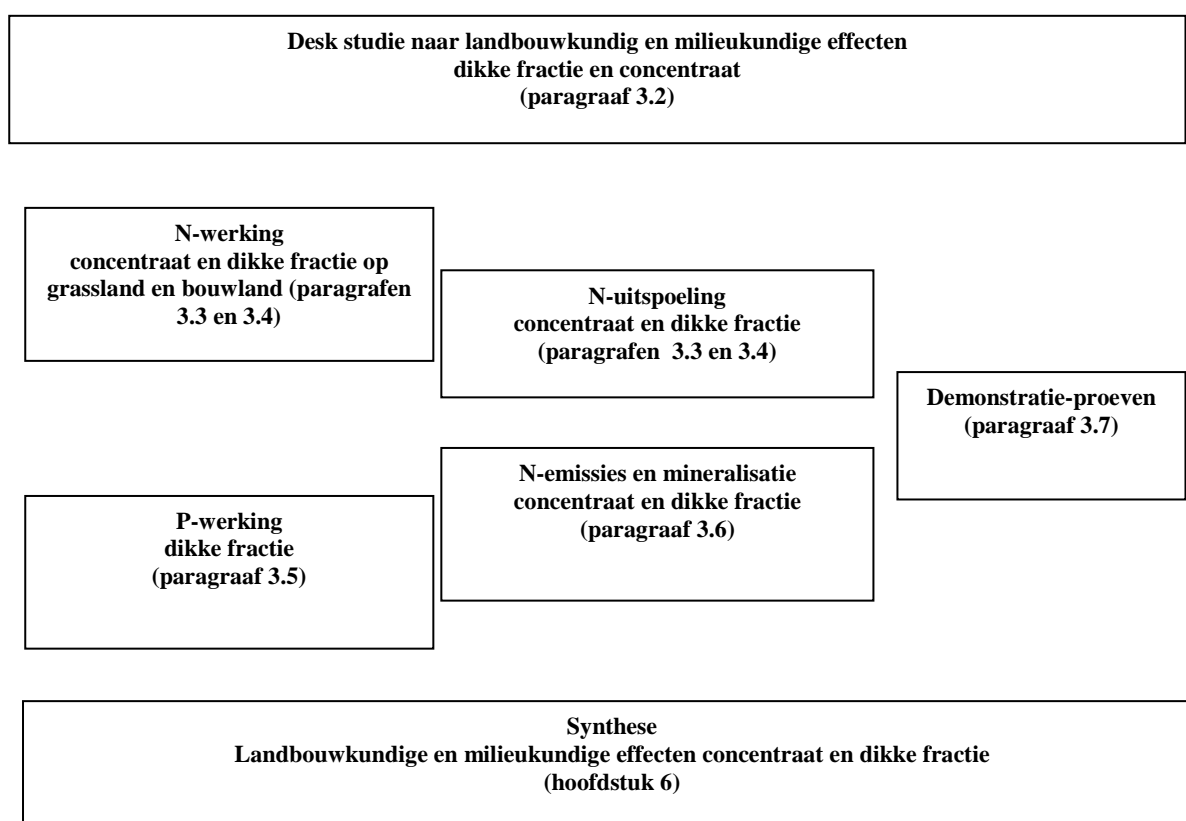 Desk studie naar landbouwkundig en milieukundige effecten
dikke fractie en concentraat
(paragraaf 3.2)
N-werking
concentraat en dikke fractie op
grassland en bouwland (paragrafen
3.3 en 3.4)
N-uitspoeling
concentraat en dikke fractie
(paragrafen 3.3 en 3.4)
Demonstratie-proeven
(paragraaf 3.7)
N-emissies en mineralisatie
concentraat en dikke fractie
(paragraaf 3.6)
P-werking
dikke fractie
(paragraaf 3.5)
Synthese
Landbouwkundige en milieukundige effecten concentraat en dikke fractie
(hoofdstuk 6)